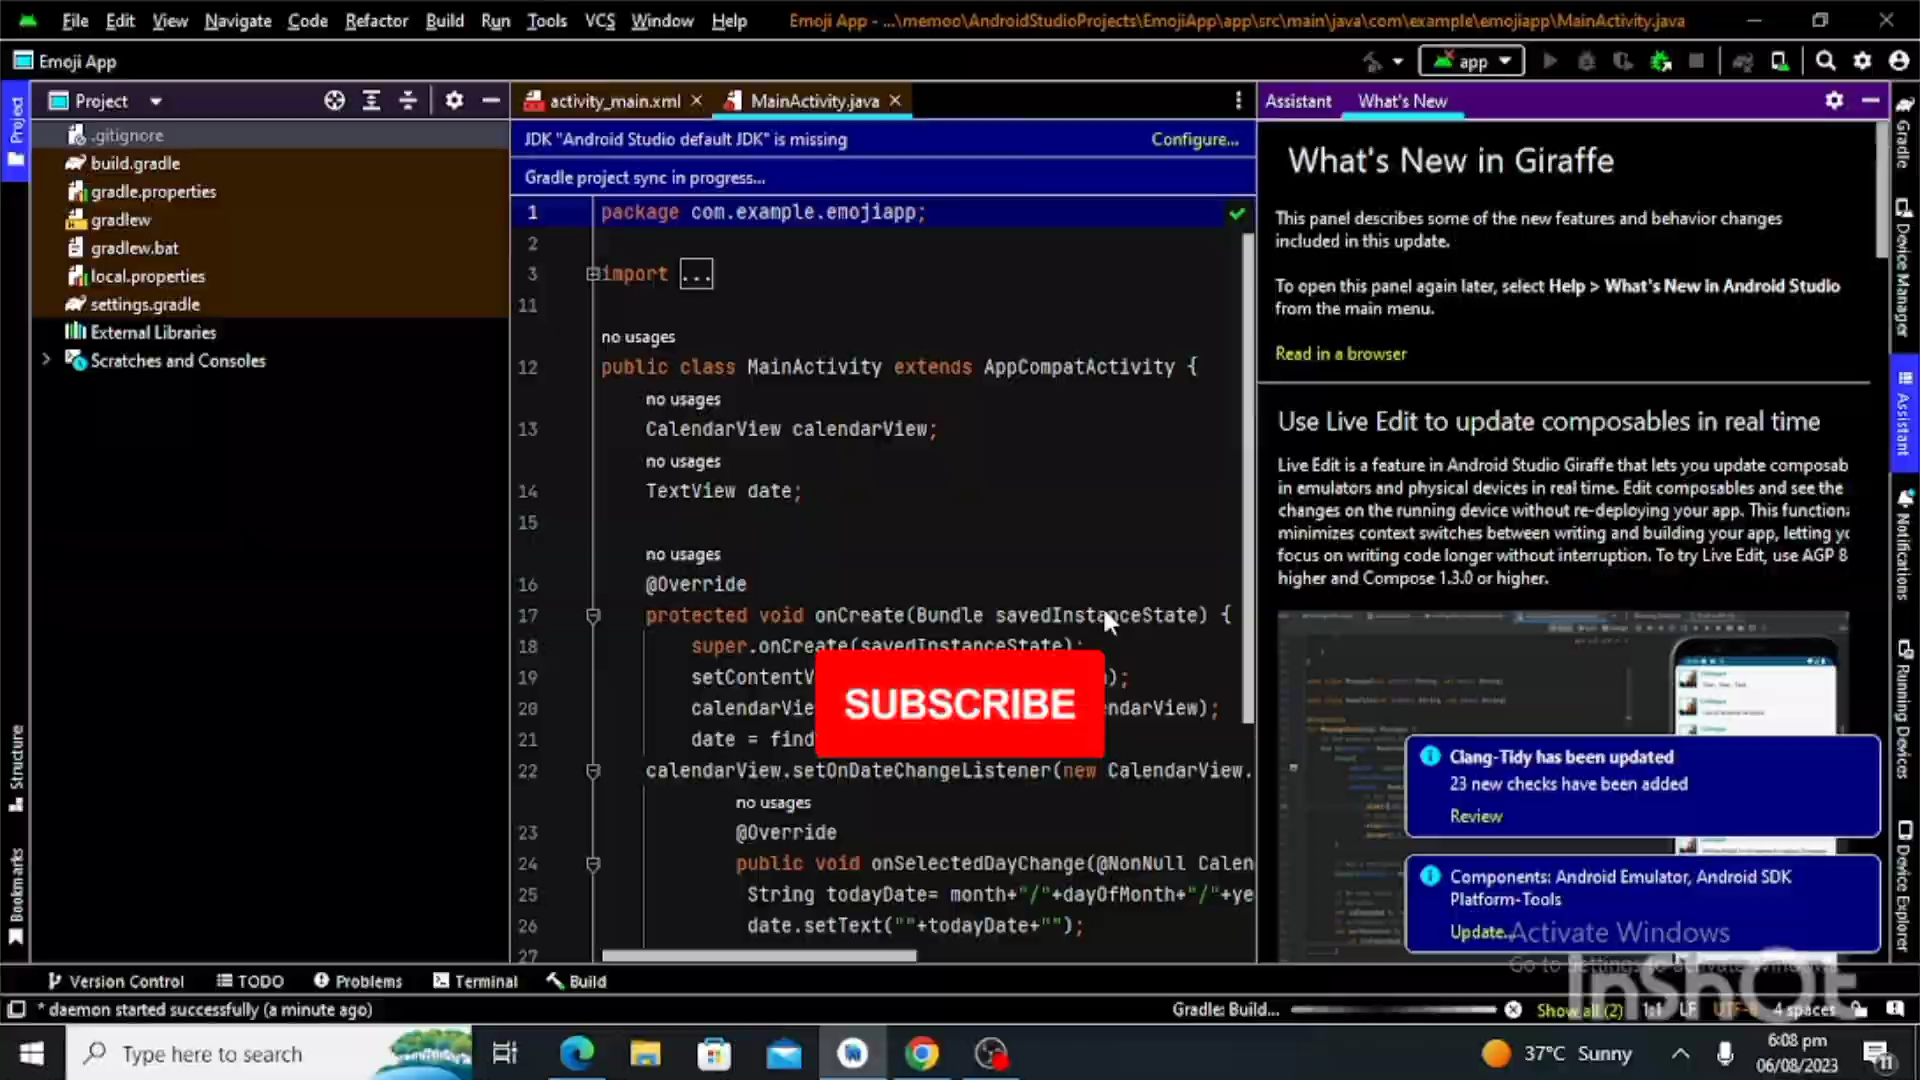 File Edit View Navigate Code Refactor Build Run Tools VCS Window Help Emoji App - ...\memoo\AndroidStudioProjects\EmojiApp\app\src\main\java\com\example\emojiapp\MainActivity.java
Emoji App
app
Project
Project
.gitignore
build.gradle
gradle.properties
gradlew
gradlew.bat
local.properties
settings.gradle
External Libraries
Scratches and Consoles
Structure
Bookmarks
activity_main.xml
MainActivity.java
JDK "Android Studio default JDK" is missing Configure...
Gradle project sync in progress...
1 package com.example.emojiapp;
2
3 import ...
11
no usages
12 public class MainActivity extends AppCompatActivity {
no usages
13 CalendarView calendarView;
no usages
14 TextView date;
15
no usages
16 @Override
17 protected void onCreate(Bundle savedInstanceState) {
18 super.onCreate(savedInstanceState);
19 setContentV );
20 calendarVie ndarView);
21 date = find
SUBSCRIBE
22 calendarView.setOnDateChangeListener(new CalendarView.
no usages
23 @Override
24 public void onSelectedDayChange(@NonNull Calen
25 String todayDate= month+"/"+dayOfMonth+"/"+ye
26 date.setText(""+todayDate+"");
27
Assistant What's New
What's New in Giraffe
This panel describes some of the new features and behavior changes
included in this update.
To open this panel again later, select Help > What's New in Android Studio
from the main menu.
Read in a browser
Use Live Edit to update composables in real time
Live Edit is a feature in Android Studio Giraffe that lets you update composab
in emulators and physical devices in real time. Edit composables and see the
changes on the running device without re-deploying your app. This function
minimizes context switches between writing and building your app, letting yo
focus on writing code longer without interruption. To try Live Edit, use AGP 8
higher and Compose 1.3.0 or higher.
Clang-Tidy has been updated
23 new checks have been added
Review
Components: Android Emulator, Android SDK
Platform-Tools
Update...
Activate Windows
Go to Settings to activate Windows.
InShOt
Gradle
Device Manager
Assistant
Notifications
Running Devices
Device Explorer
Version Control TODO Problems Terminal Build
* daemon started successfully (a minute ago)
Gradle: Build... Show all (2) 1:1 LF UTF-8 4 spaces
Type here to search
37°C Sunny
6:08 pm
06/08/2023
11